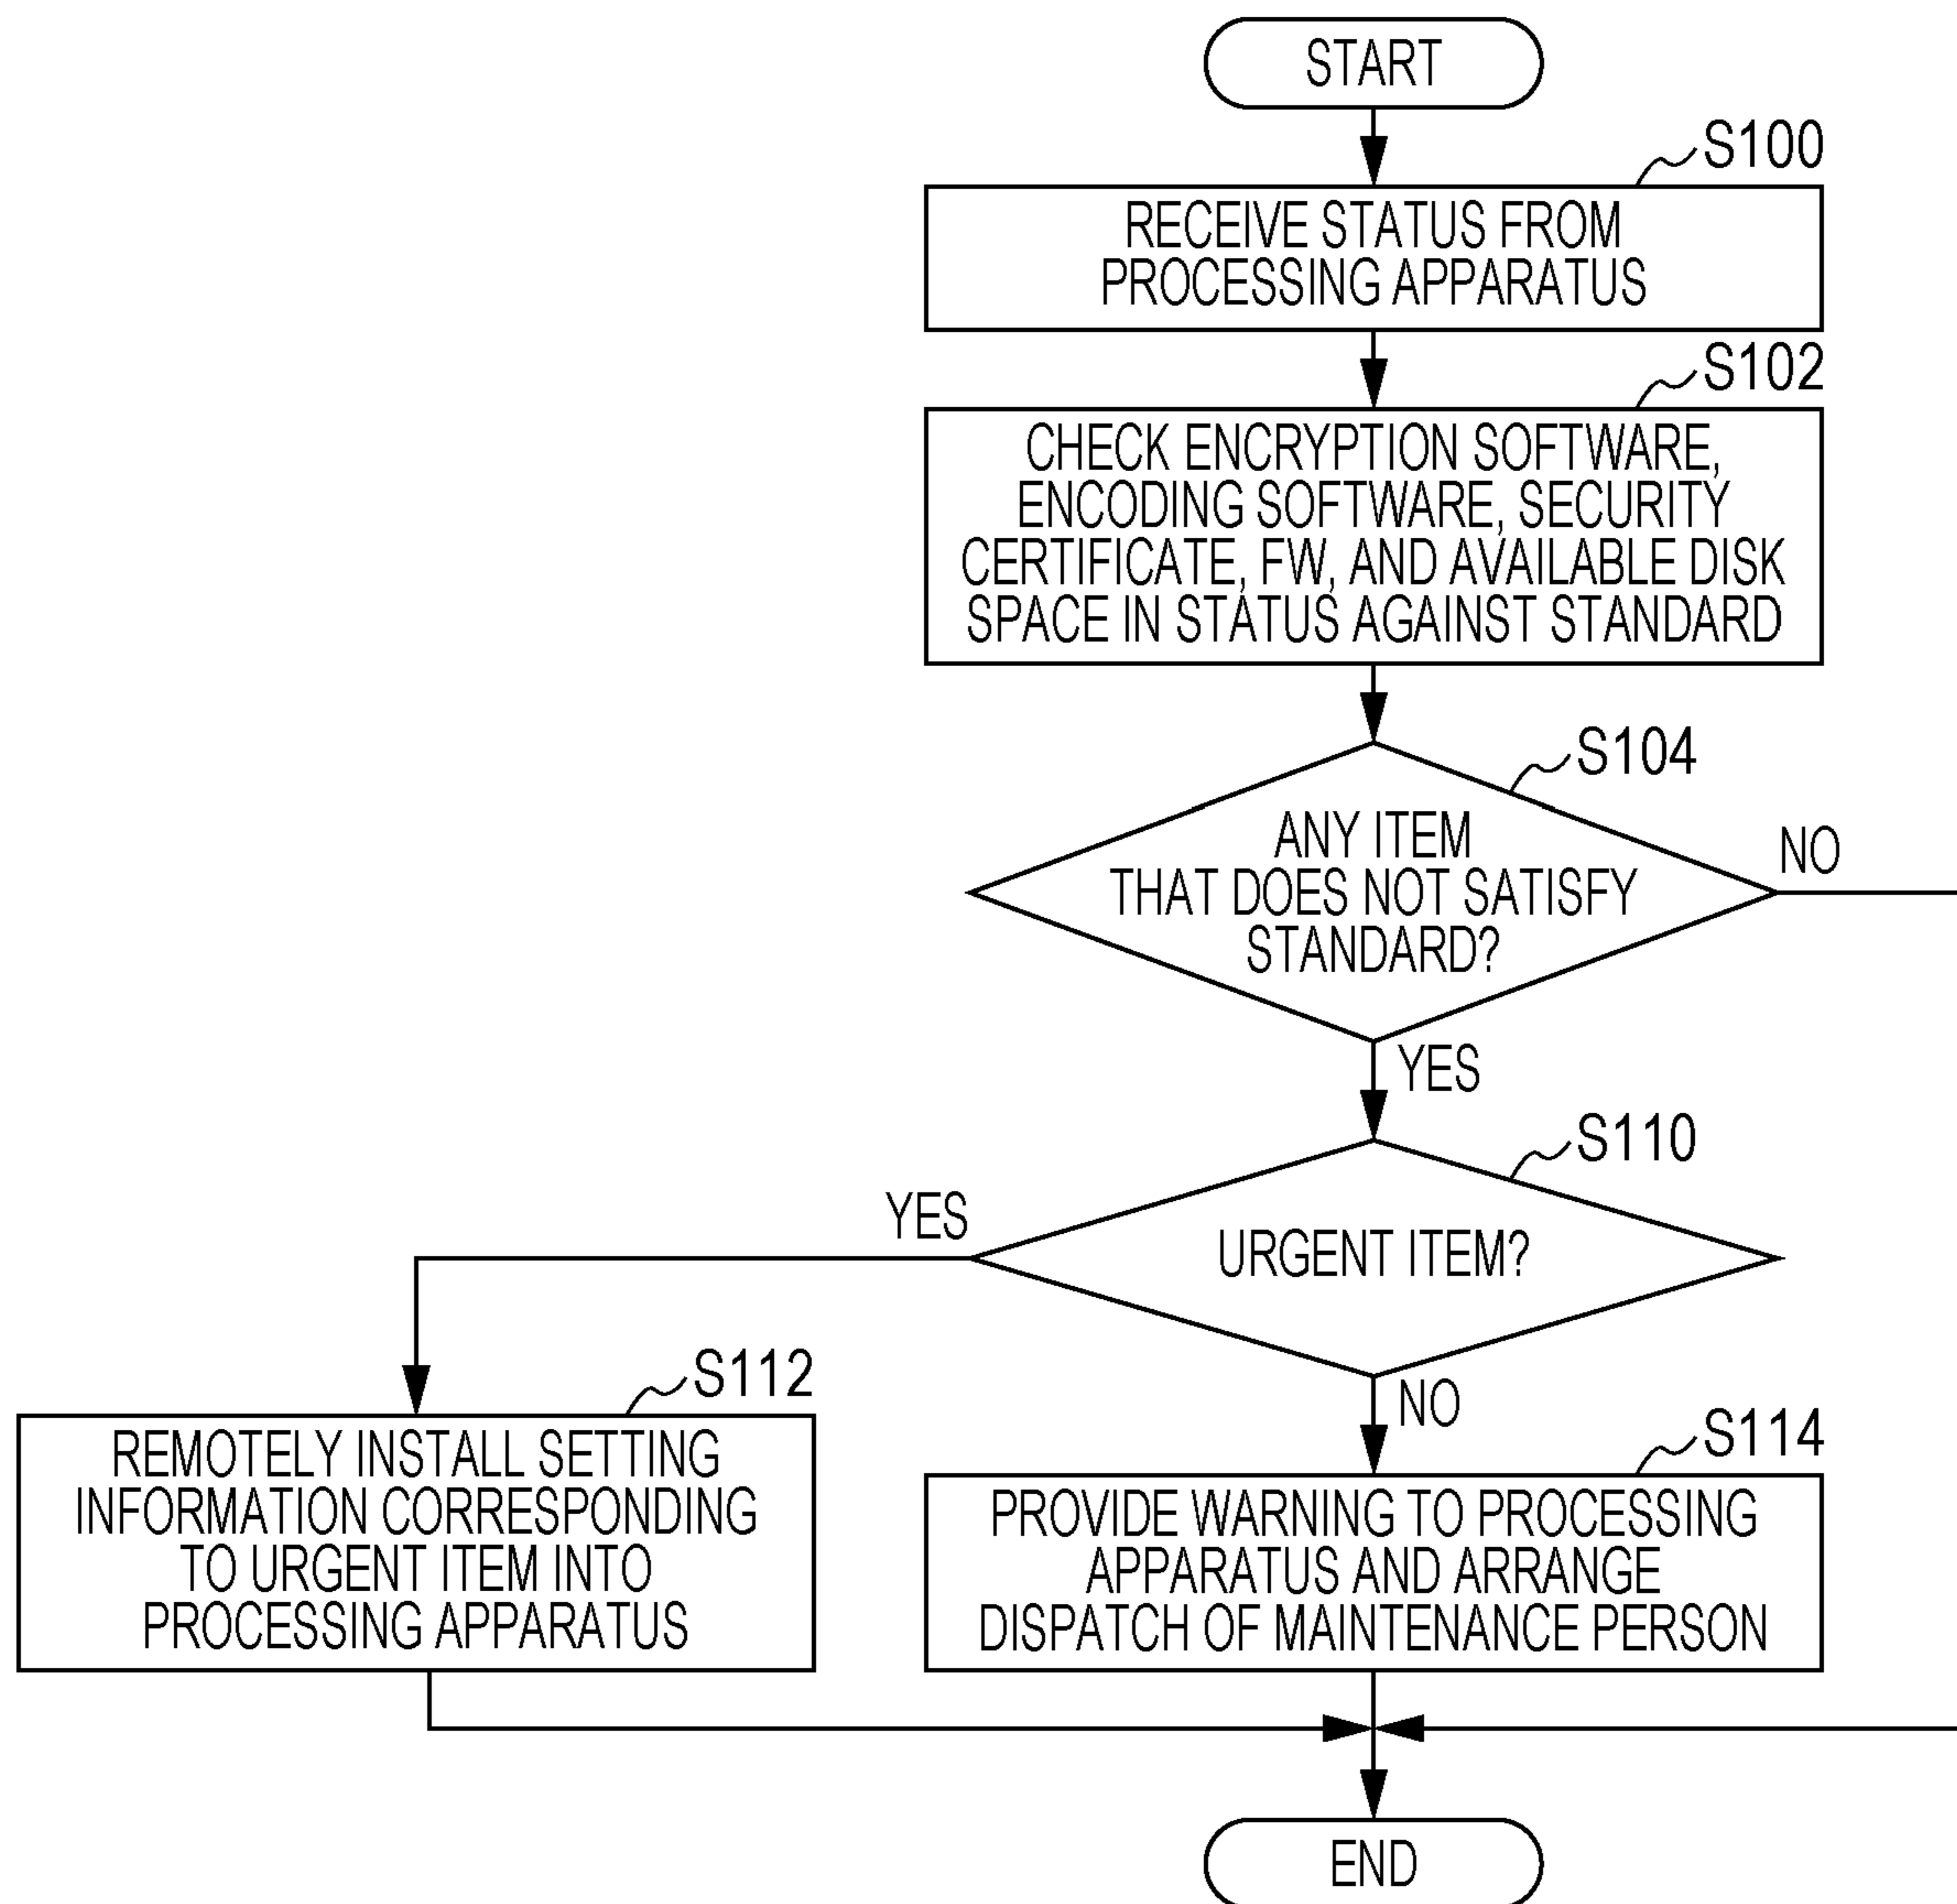 START
S100
RECEIVE STATUS FROM
PROCESSING APPARATUS
S102
CHECK ENCRYPTION SOFTWARE,
ENCODING SOFTWARE, SECURITY
CERTIFICATE, FW, AND AVAILABLE DISK
SPACE IN STATUS AGAINST STANDARD
S104
ANY ITEM
THAT DOES NOT SATISFY
STANDARD?
NO
YES
S110
URGENT ITEM?
YES
NO
S112
REMOTELY INSTALL SETTING
INFORMATION CORRESPONDING
TO URGENT ITEM INTO
PROCESSING APPARATUS
S114
PROVIDE WARNING TO PROCESSING
APPARATUS AND ARRANGE
DISPATCH OF MAINTENANCE PERSON
END